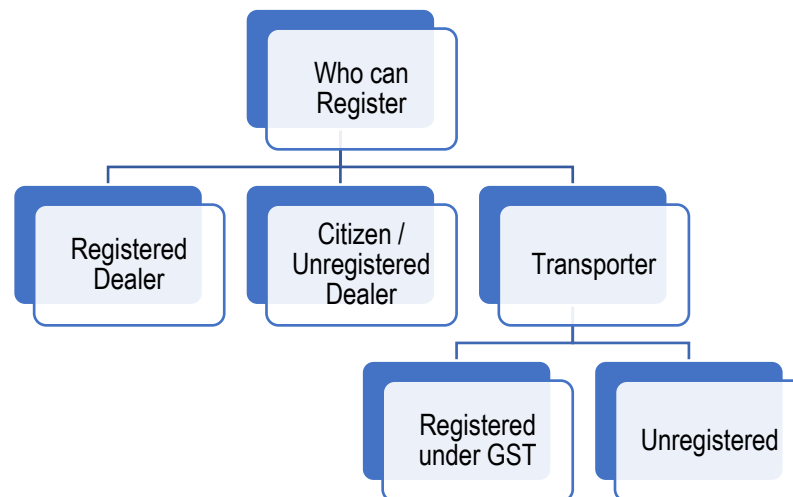 Who can
Register
Registered
Dealer
Citizen /
Unregistered
Dealer
Transporter
Registered
under GST
Unregistered